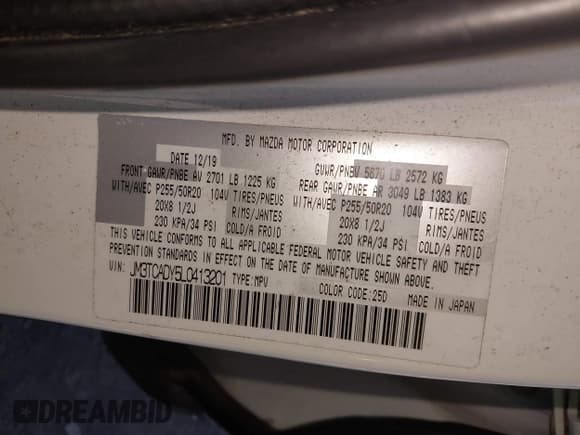 MFD. BY MAZDA MOTOR CORPORATION
DATE 12/19 GVWR/PNBV 5670 LB 2572 KG
FRONT GAWR/PNBE AV 2701 LB 1225 KG REAR GAWR/PNBE AR 3049 LB 1383 KG
WITH/AVEC P255/50R20 104V TIRES/PNEUS WITH/AVEC P255/50R20 104V TIRES/PNEUS
20X8 1/2J RIMS/JANTES 20X8 1/2J RIMS/JANTES
230 KPA/34 PSI COLD/A FROID 230 KPA/34 PSI COLD/A FROID
THIS VEHICLE CONFORMS TO ALL APPLICABLE FEDERAL MOTOR VEHICLE SAFETY AND THEFT
PREVENTION STANDARDS IN EFFECT ON THE DATE OF MANUFACTURE SHOWN ABOVE.
VIN: JM3TCADY5L0413201 TYPE:MPV COLOR CODE:25D MADE IN JAPAN
DREAMBID